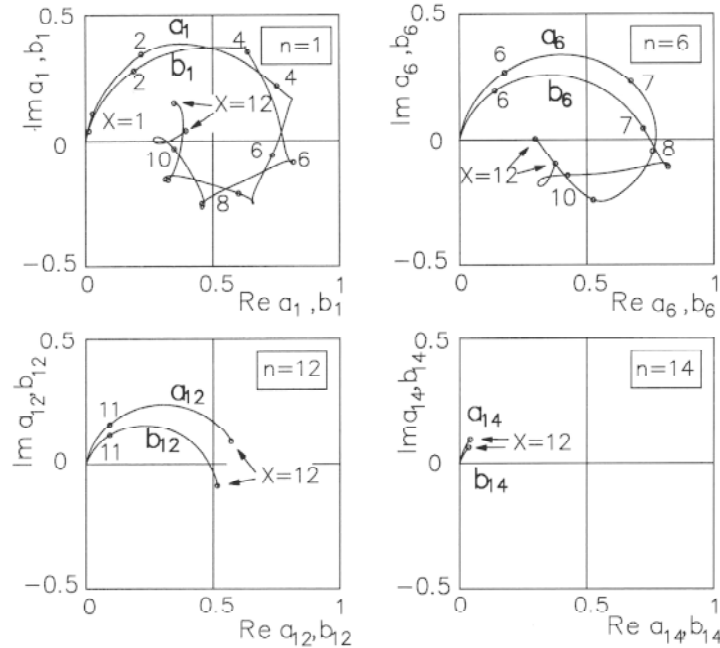 0.5
Im a1 , b1
0
-0.5
n=1
a1
b1
2
2
4
4
X=1
X=12
10
6
6
8
0
0.5
1
Re a1 , b1
0.5
Im a6 , b6
0
-0.5
n=6
a6
b6
6
6
7
7
8
X=12
10
0
0.5
1
Re a6 , b6
0.5
Im a12, b12
0
-0.5
n=12
a12
b12
11
11
X=12
0
0.5
1
Re a12, b12
0.5
Im a14, b14
0
-0.5
n=14
a14
b14
X=12
0
0.5
1
Re a14, b14